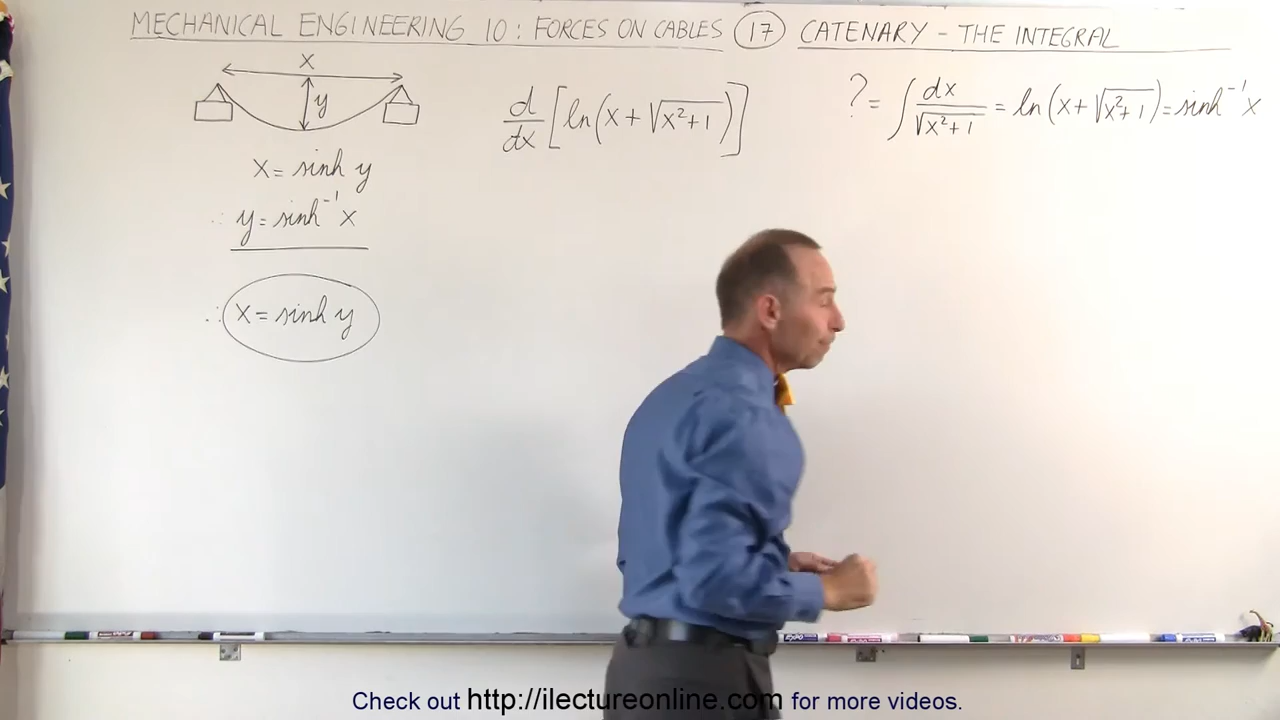 MECHANICAL ENGINEERING 10: FORCES ON CABLES 17 CATENARY - THE INTEGRAL
x
y
x = sinh y
∴ y = sinh⁻¹ x
∴ x = sinh y
d/dx [ln(x + √(x²+1))]
? = ∫ dx/√(x²+1) = ln(x + √(x²+1)) = sinh⁻¹ x
Check out http://ilectureonline.com for more videos.